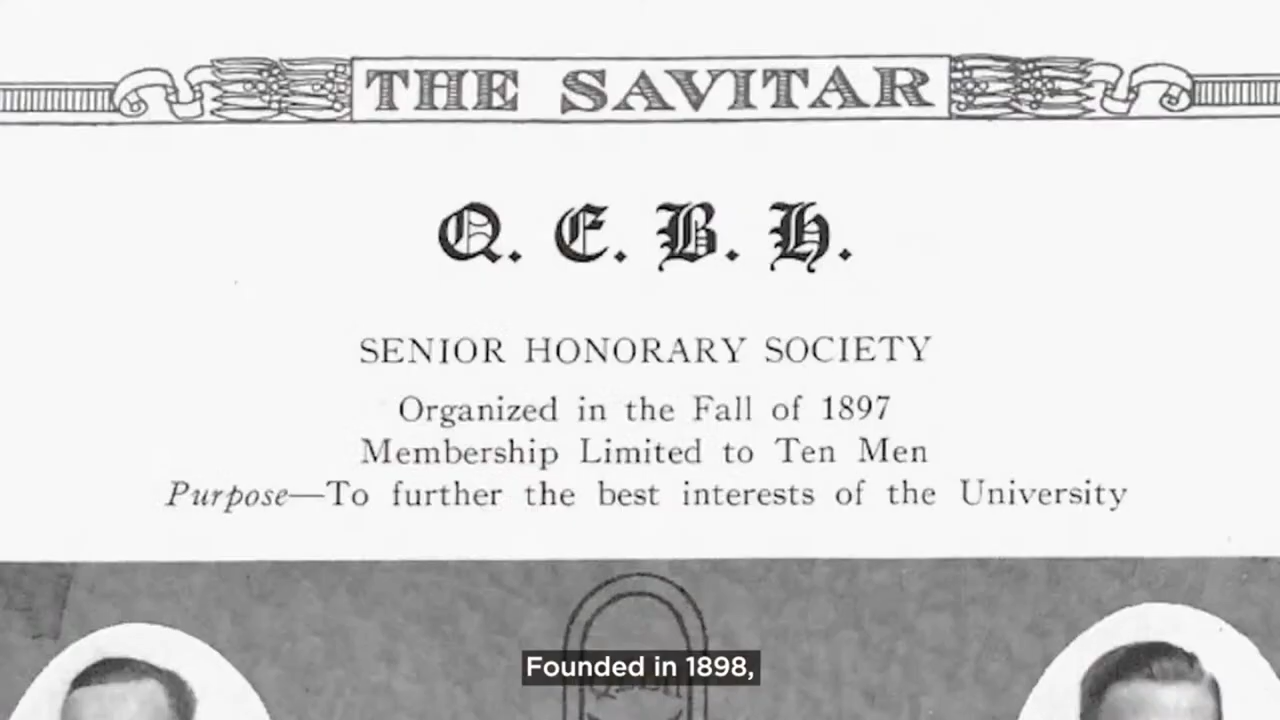 THE SAVITAR
Q. E. B. H.
SENIOR HONORARY SOCIETY
Organized in the Fall of 1897
Membership Limited to Ten Men
Purpose—To further the best interests of the University
Founded in 1898,